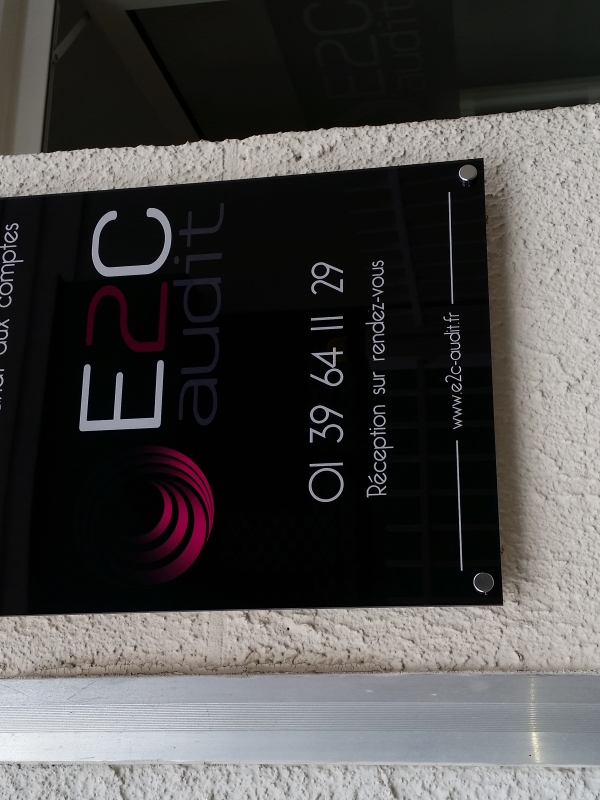 aux comptes
E2C
audit
01 39 64 11 29
Réception sur rendez-vous
www.e2c-audit.fr